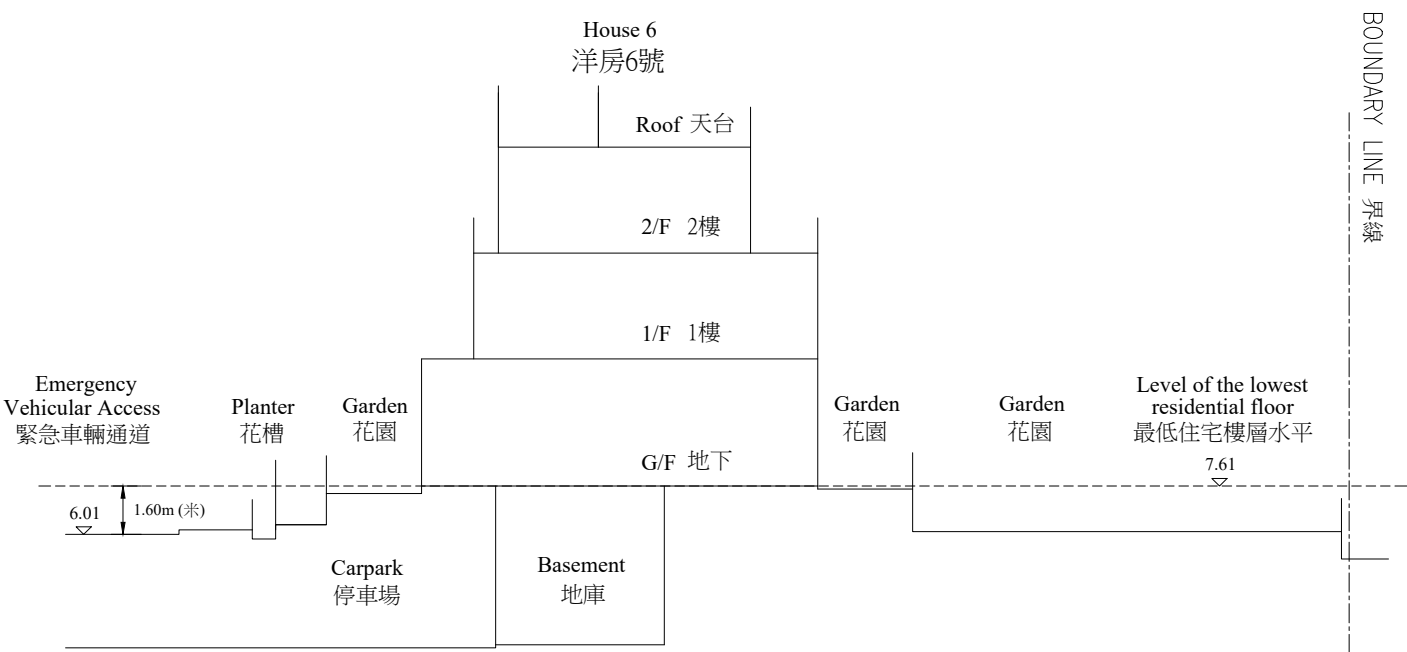 House 6
洋房6號
BOUNDARY LINE 界線
Roof 天台
2/F 2樓
1/F 1樓
Emergency
Vehicular Access
緊急車輛通道
Planter
花槽
Garden
花園
Garden
花園
Garden
花園
Level of the lowest
residential floor
最低住宅樓層水平
7.61
G/F 地下
6.01
1.60m (米)
Carpark
停車場
Basement
地庫